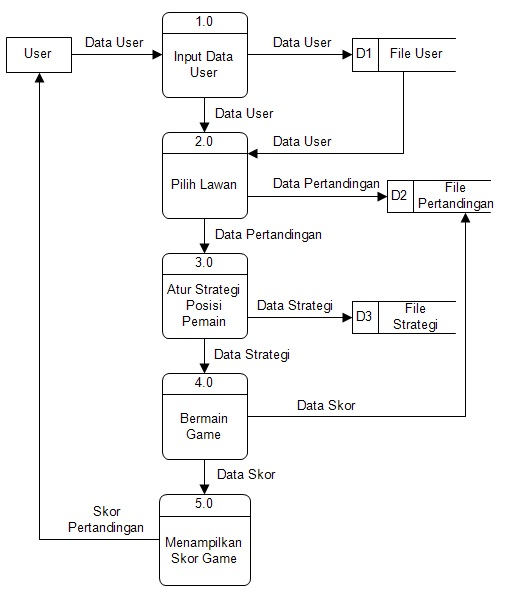 1.0
User
Data User
Input Data
User
Data User
D1
File User
Data User
2.0
Data User
Pilih Lawan
Data Pertandingan
D2
File
Pertandingan
Data Pertandingan
3.0
Atur Strategi
Posisi
Pemain
Data Strategi
D3
File
Strategi
Data Strategi
4.0
Bermain
Game
Data Skor
Data Skor
5.0
Skor
Pertandingan
Menampilkan
Skor Game